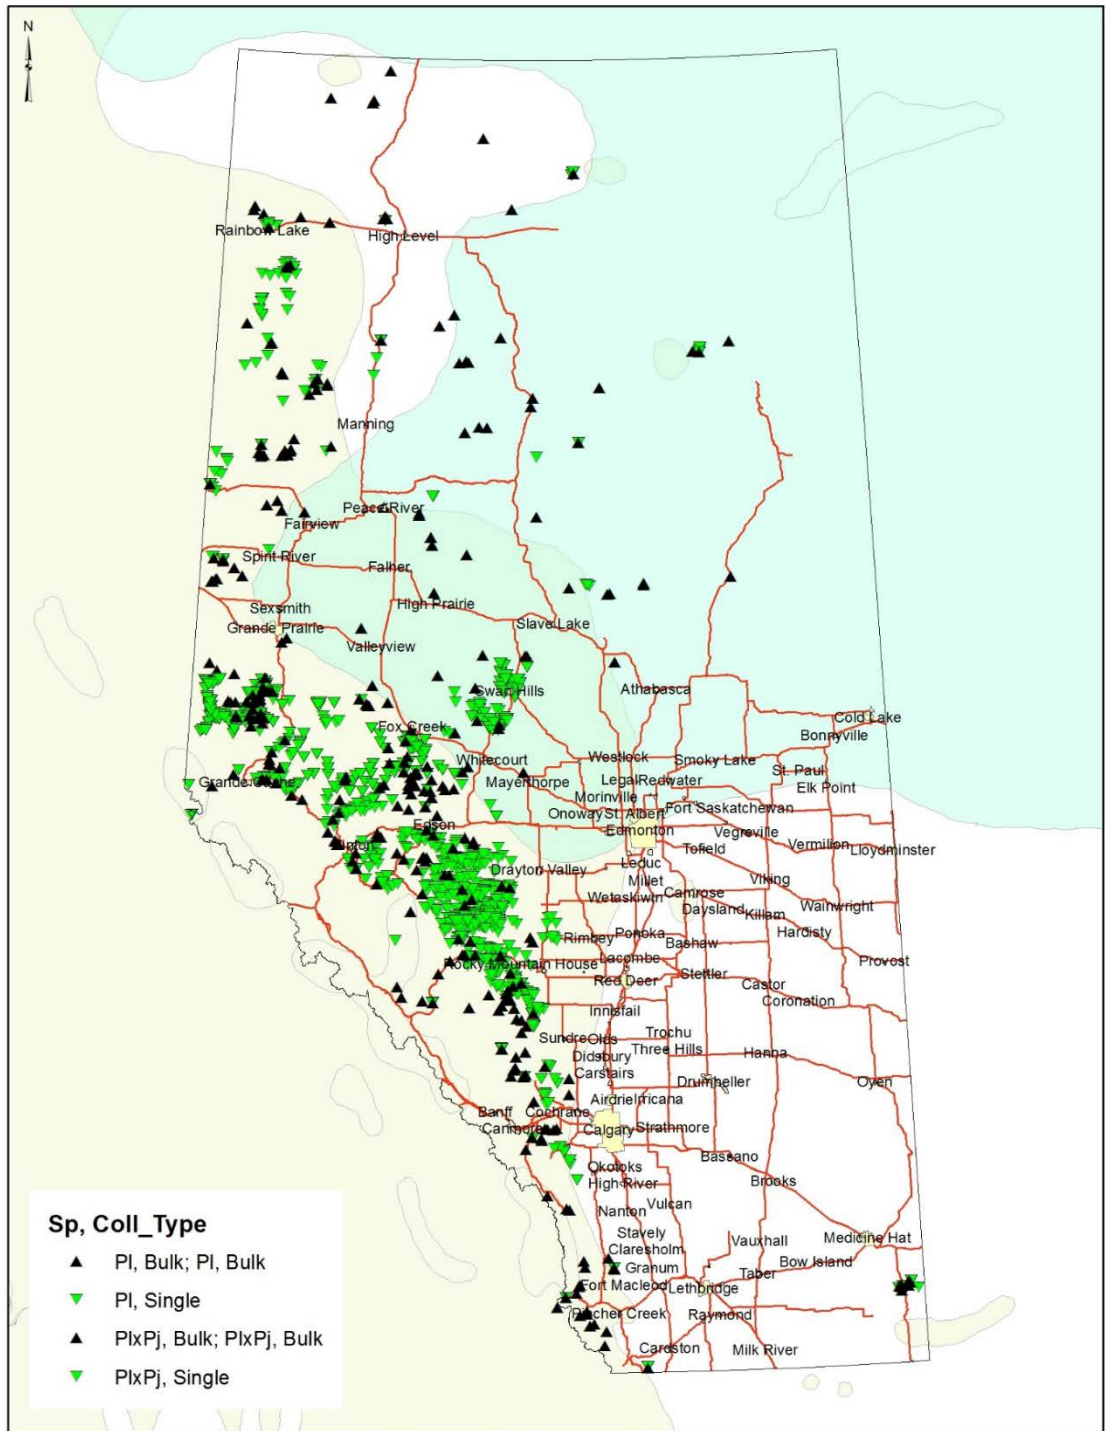 N
Rainbow Lake
High Level
Manning
Peace River
Fairview
Spirit River
Falher
High Prairie
Sexsmith
Grande Prairie
Slave Lake
Valleyview
Swan Hills
Athabasca
Cold Lake
Fox Creek
Bonnyville
Whitecourt
Westlock
Smoky Lake
St. Paul
Grande Cache
Mayerthorpe
Legal
Redwater
Elk Point
Morinville
Onoway
St. Albert
Fort Saskatchewan
Edson
Edmonton
Vegreville
Hinton
Tofield
Vermilion
Lloydminster
Drayton Valley
Leduc
Millet
Viking
Wetaskiwin
Camrose
Daysland
Killam
Wainwright
Rimbey
Ponoka
Bashaw
Hardisty
Rocky Mountain House
Lacombe
Provost
Red Deer
Stettler
Castor
Coronation
Innisfail
Sundre
Olds
Trochu
Didsbury
Three Hills
Hanna
Carstairs
Drumheller
Oyen
Airdrie
Irricana
Banff
Cochrane
Canmore
Calgary
Strathmore
Bassano
Okotoks
High River
Brooks
Nanton
Vulcan
Stavely
Vauxhall
Medicine Hat
Claresholm
Granum
Bow Island
Taber
Fort Macleod
Lethbridge
Pincher Creek
Raymond
Cardston
Milk River
Sp, Coll_Type
Pl, Bulk; Pl, Bulk
Pl, Single
PlxPj, Bulk; PlxPj, Bulk
PlxPj, Single